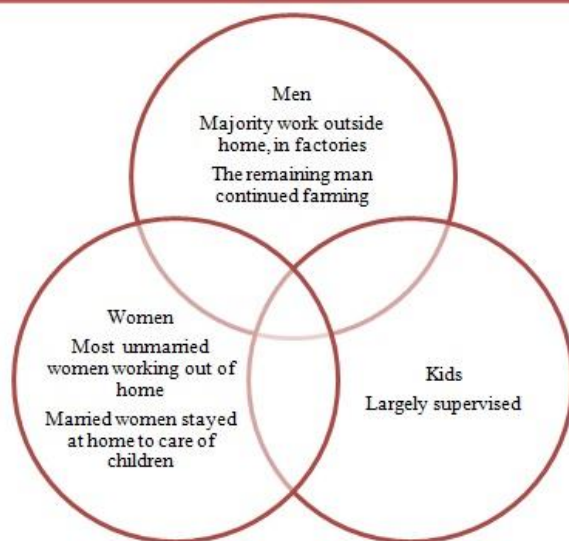 Men
Majority work outside
home, in factories
The remaining man
continued farming
Women
Most unmarried
women working out of
home
Married women stayed
at home to care of
children
Kids
Largely supervised